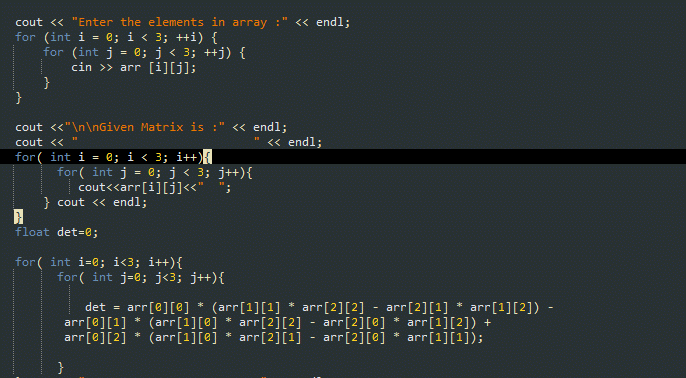 cout << "Enter the elements in array :" << endl;
for (int i = 0; i < 3; ++i) {
    for (int j = 0; j < 3; ++j) {
        cin >> arr [i][j];
    }
}
cout <<"\n\nGiven Matrix is :" << endl;
cout << "                         " << endl;
for( int i = 0; i < 3; i++){
      for( int j = 0; j < 3; j++){
         cout<<arr[i][j]<<"  ";
    } cout << endl;
}
float det=0;
for( int i=0; i<3; i++){
      for( int j=0; j<3; j++){
          det = arr[0][0] * (arr[1][1] * arr[2][2] - arr[2][1] * arr[1][2]) -
       arr[0][1] * (arr[1][0] * arr[2][2] - arr[2][0] * arr[1][2]) +
       arr[0][2] * (arr[1][0] * arr[2][1] - arr[2][0] * arr[1][1]);
      }